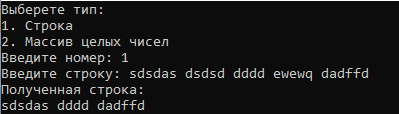 Выберете тип:
1. Строка
2. Массив целых чисел
Введите номер: 1
Введите строку: sdsdas dsdsd dddd ewewq dadffd
Полученная строка:
sdsdas dddd dadffd